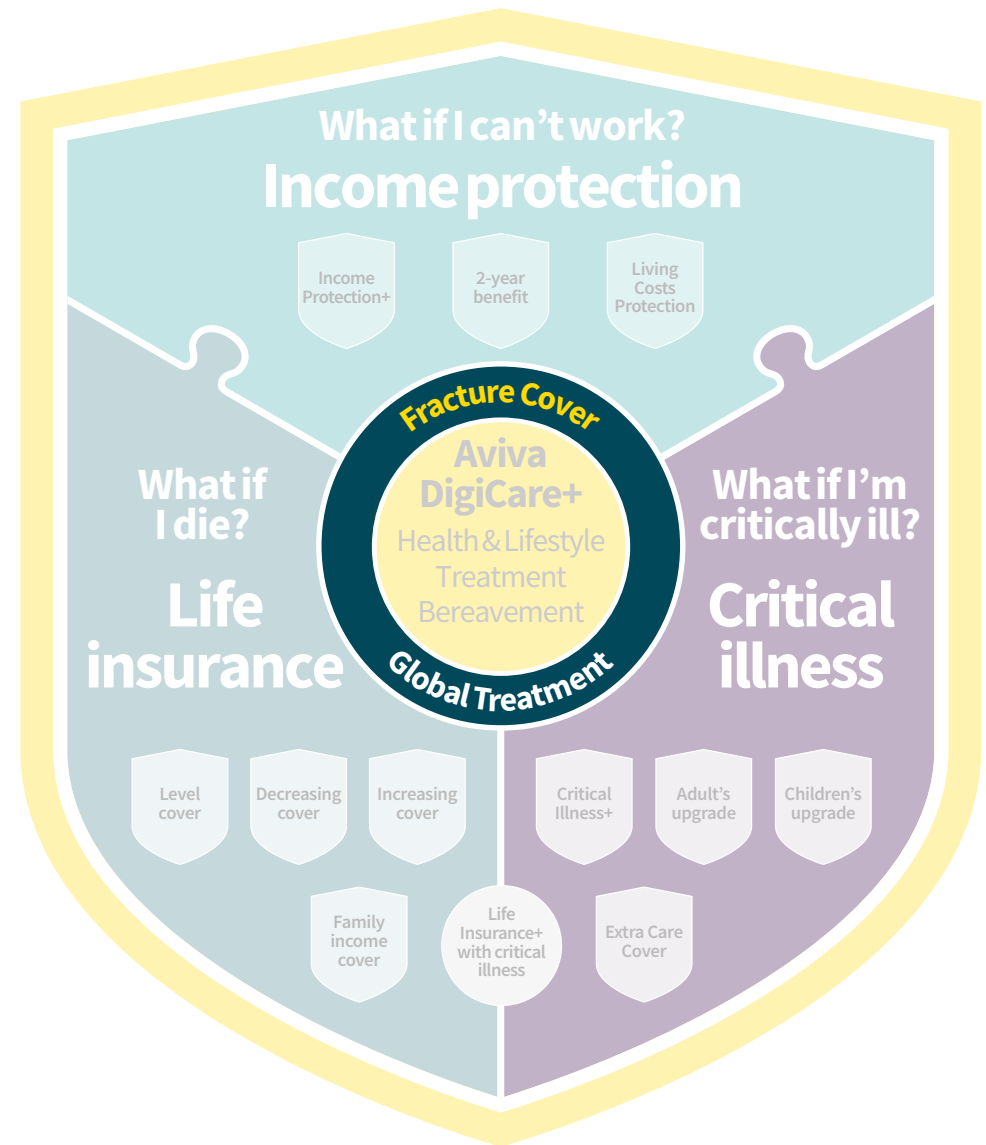 What if I can't work?
Income protection
Income
Protection+
2-year
benefit
Living
Costs
Protection
Fracture Cover
Aviva
DigiCare+
Health & Lifestyle
Treatment
Bereavement
Global Treatment
What if
I die?
Life
insurance
Level
cover
Decreasing
cover
Increasing
cover
Family
income
cover
Life
Insurance+
with critical
illness
What if I'm
critically ill?
Critical
illness
Critical
Illness+
Adult's
upgrade
Children's
upgrade
Extra Care
Cover